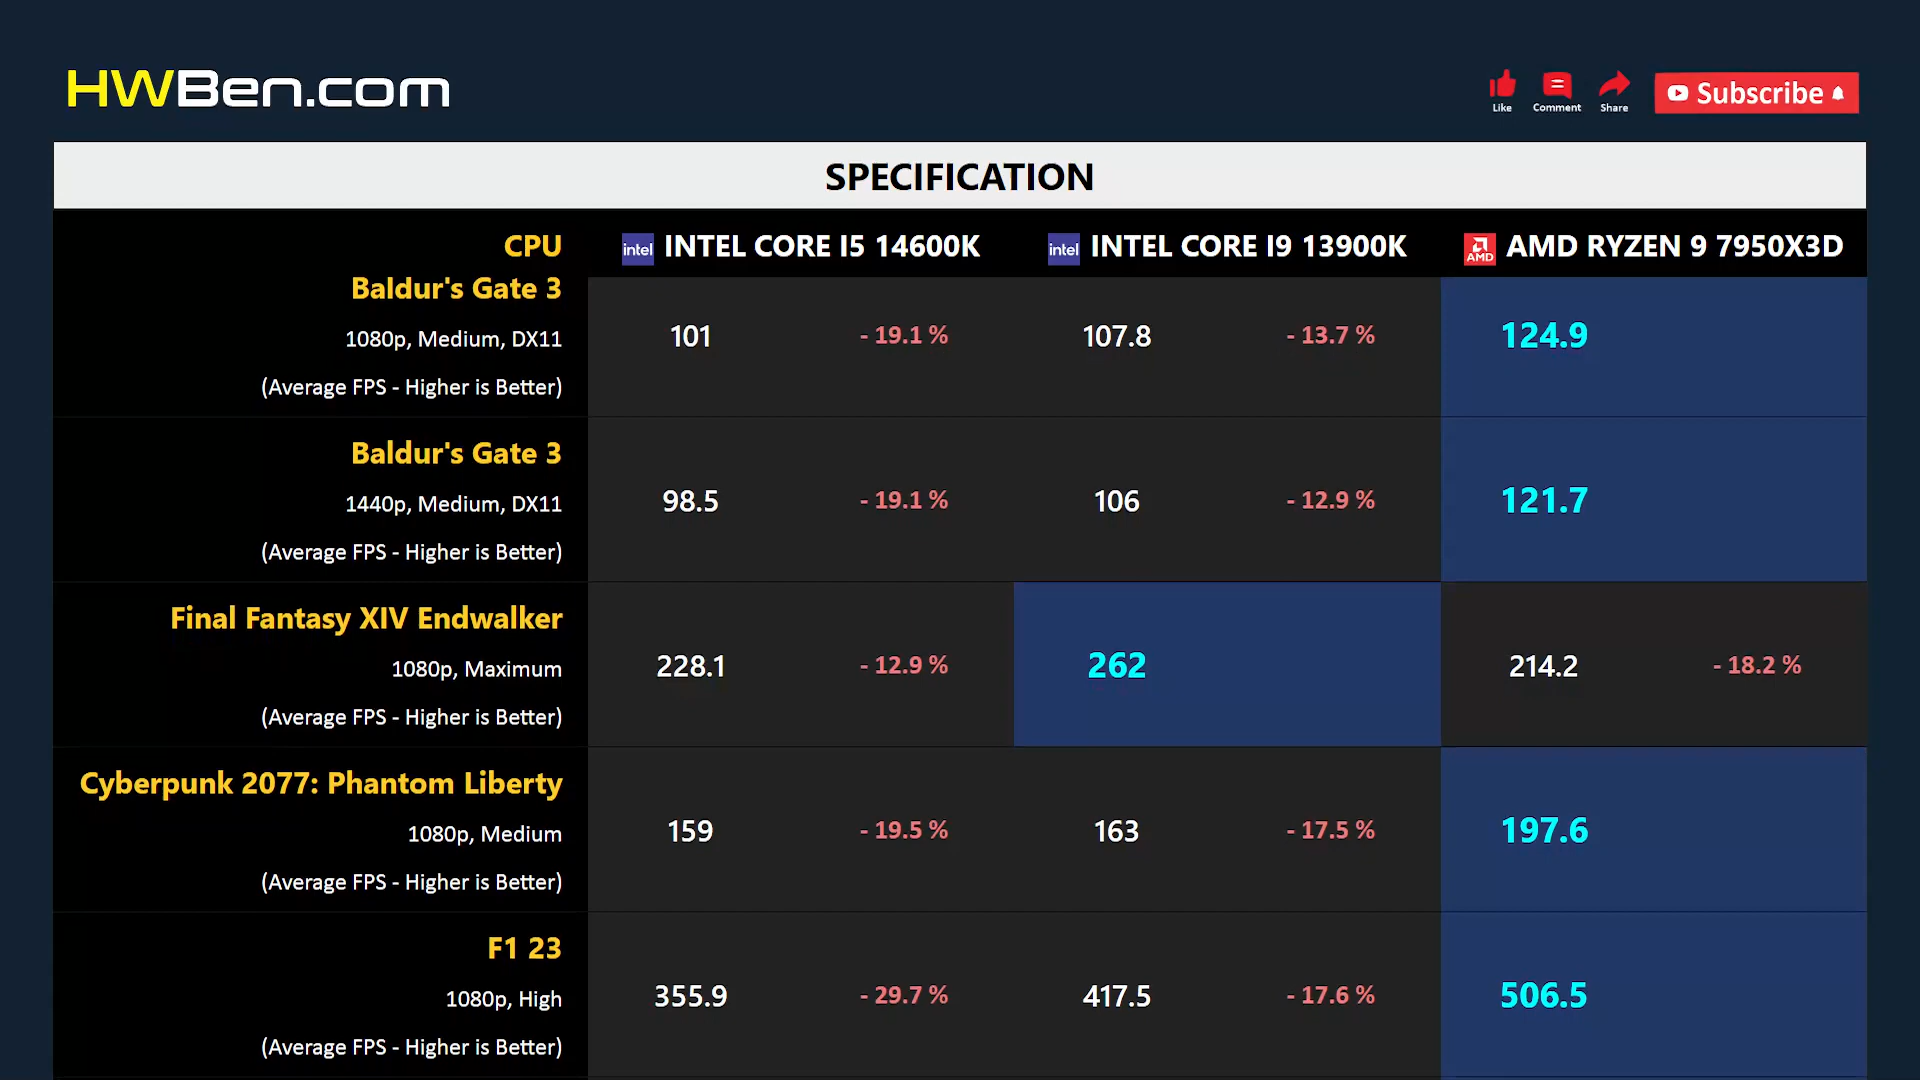 HWBen.com
Like
Comment
Share
Subscribe
SPECIFICATION
CPU
intel INTEL CORE I5 14600K
intel INTEL CORE I9 13900K
AMD AMD RYZEN 9 7950X3D
Baldur's Gate 3
1080p, Medium, DX11
(Average FPS - Higher is Better)
101
- 19.1 %
107.8
- 13.7 %
124.9
Baldur's Gate 3
1440p, Medium, DX11
(Average FPS - Higher is Better)
98.5
- 19.1 %
106
- 12.9 %
121.7
Final Fantasy XIV Endwalker
1080p, Maximum
(Average FPS - Higher is Better)
228.1
- 12.9 %
262
214.2
- 18.2 %
Cyberpunk 2077: Phantom Liberty
1080p, Medium
(Average FPS - Higher is Better)
159
- 19.5 %
163
- 17.5 %
197.6
F1 23
1080p, High
(Average FPS - Higher is Better)
355.9
- 29.7 %
417.5
- 17.6 %
506.5